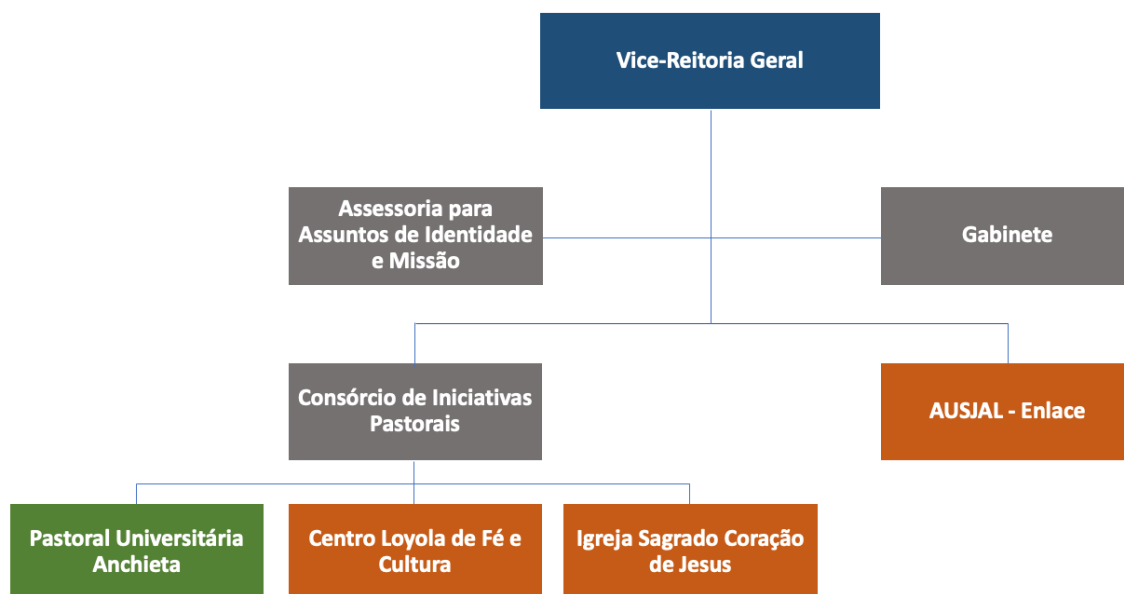 Vice-Reitoria Geral
Assessoria para
Assuntos de Identidade
e Missão
Gabinete
Consórcio de Iniciativas
Pastorais
AUSJAL - Enlace
Pastoral Universitária
Anchieta
Centro Loyola de Fé e
Cultura
Igreja Sagrado Coração
de Jesus